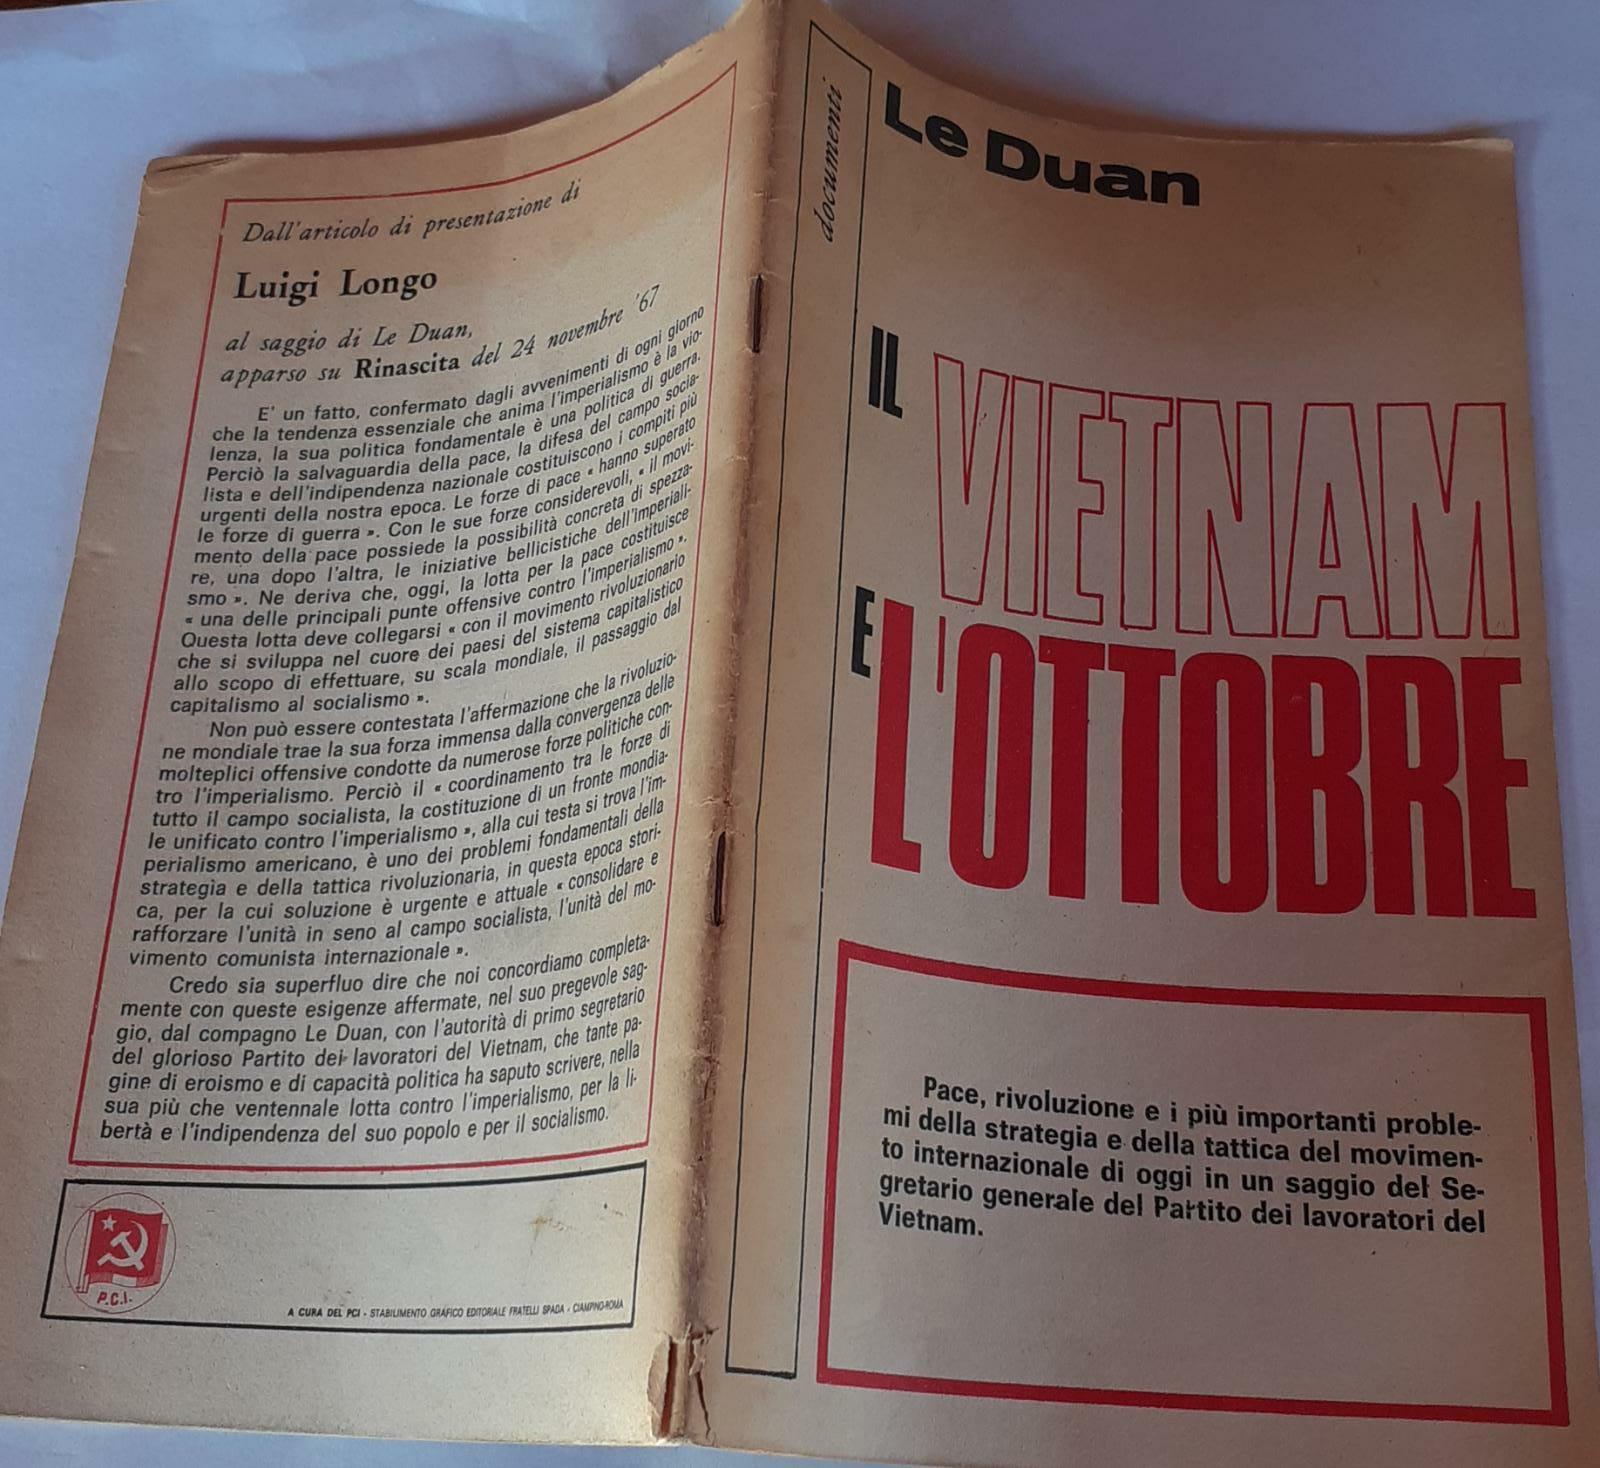 Dall'articolo di presentazione di
Luigi Longo
al saggio di Le Duan,
apparso su Rinascita del 24 novembre '67
E' un fatto, confermato dagli avvenimenti di ogni giorno
che la tendenza essenziale che anima l'imperialismo è la vio-
lenza, la sua politica fondamentale è una politica di guerra.
Perciò la salvaguardia della pace, la difesa del campo socia-
lista e dell'indipendenza nazionale costituiscono i compiti più
urgenti della nostra epoca. Le forze di pace « hanno superato
le forze di guerra ». Con le sue forze considerevoli, « il movi-
mento della pace possiede la possibilità concreta di spezza-
re, una dopo l'altra, le iniziative bellicistiche dell'imperiali-
smo ». Ne deriva che, oggi, la lotta per la pace costituisce
« una delle principali punte offensive contro l'imperialismo ».
Questa lotta deve collegarsi « con il movimento rivoluzionario
che si sviluppa nel cuore dei paesi del sistema capitalistico
allo scopo di effettuare, su scala mondiale, il passaggio dal
capitalismo al socialismo ».
Non può essere contestata l'affermazione che la rivoluzio-
ne mondiale trae la sua forza immensa dalla convergenza delle
molteplici offensive condotte da numerose forze politiche con-
tro l'imperialismo. Perciò il « coordinamento tra le forze di
tutto il campo socialista, la costituzione di un fronte mondia-
le unificato contro l'imperialismo », alla cui testa si trova l'im-
perialismo americano, è uno dei problemi fondamentali della
strategia e della tattica rivoluzionaria, in questa epoca stori-
ca, per la cui soluzione è urgente e attuale « consolidare e
rafforzare l'unità in seno al campo socialista, l'unità del mo-
vimento comunista internazionale ».
Credo sia superfluo dire che noi concordiamo completa-
mente con queste esigenze affermate, nel suo pregevole sag-
gio, dal compagno Le Duan, con l'autorità di primo segretario
del glorioso Partito dei lavoratori del Vietnam, che tante pa-
gine di eroismo e di capacità politica ha saputo scrivere, nella
sua più che ventennale lotta contro l'imperialismo, per la li-
bertà e l'indipendenza del suo popolo e per il socialismo.
P.C.I.
A CURA DEL PCI - STABILIMENTO GRAFICO EDITORIALE FRATELLI SPADA - CIAMPINO-ROMA
documenti
Le Duan
IL VIETNAM
E L'OTTOBRE
Pace, rivoluzione e i più importanti proble-
mi della strategia e della tattica del movimen-
to internazionale di oggi in un saggio del Se-
gretario generale del Partito dei lavoratori del
Vietnam.